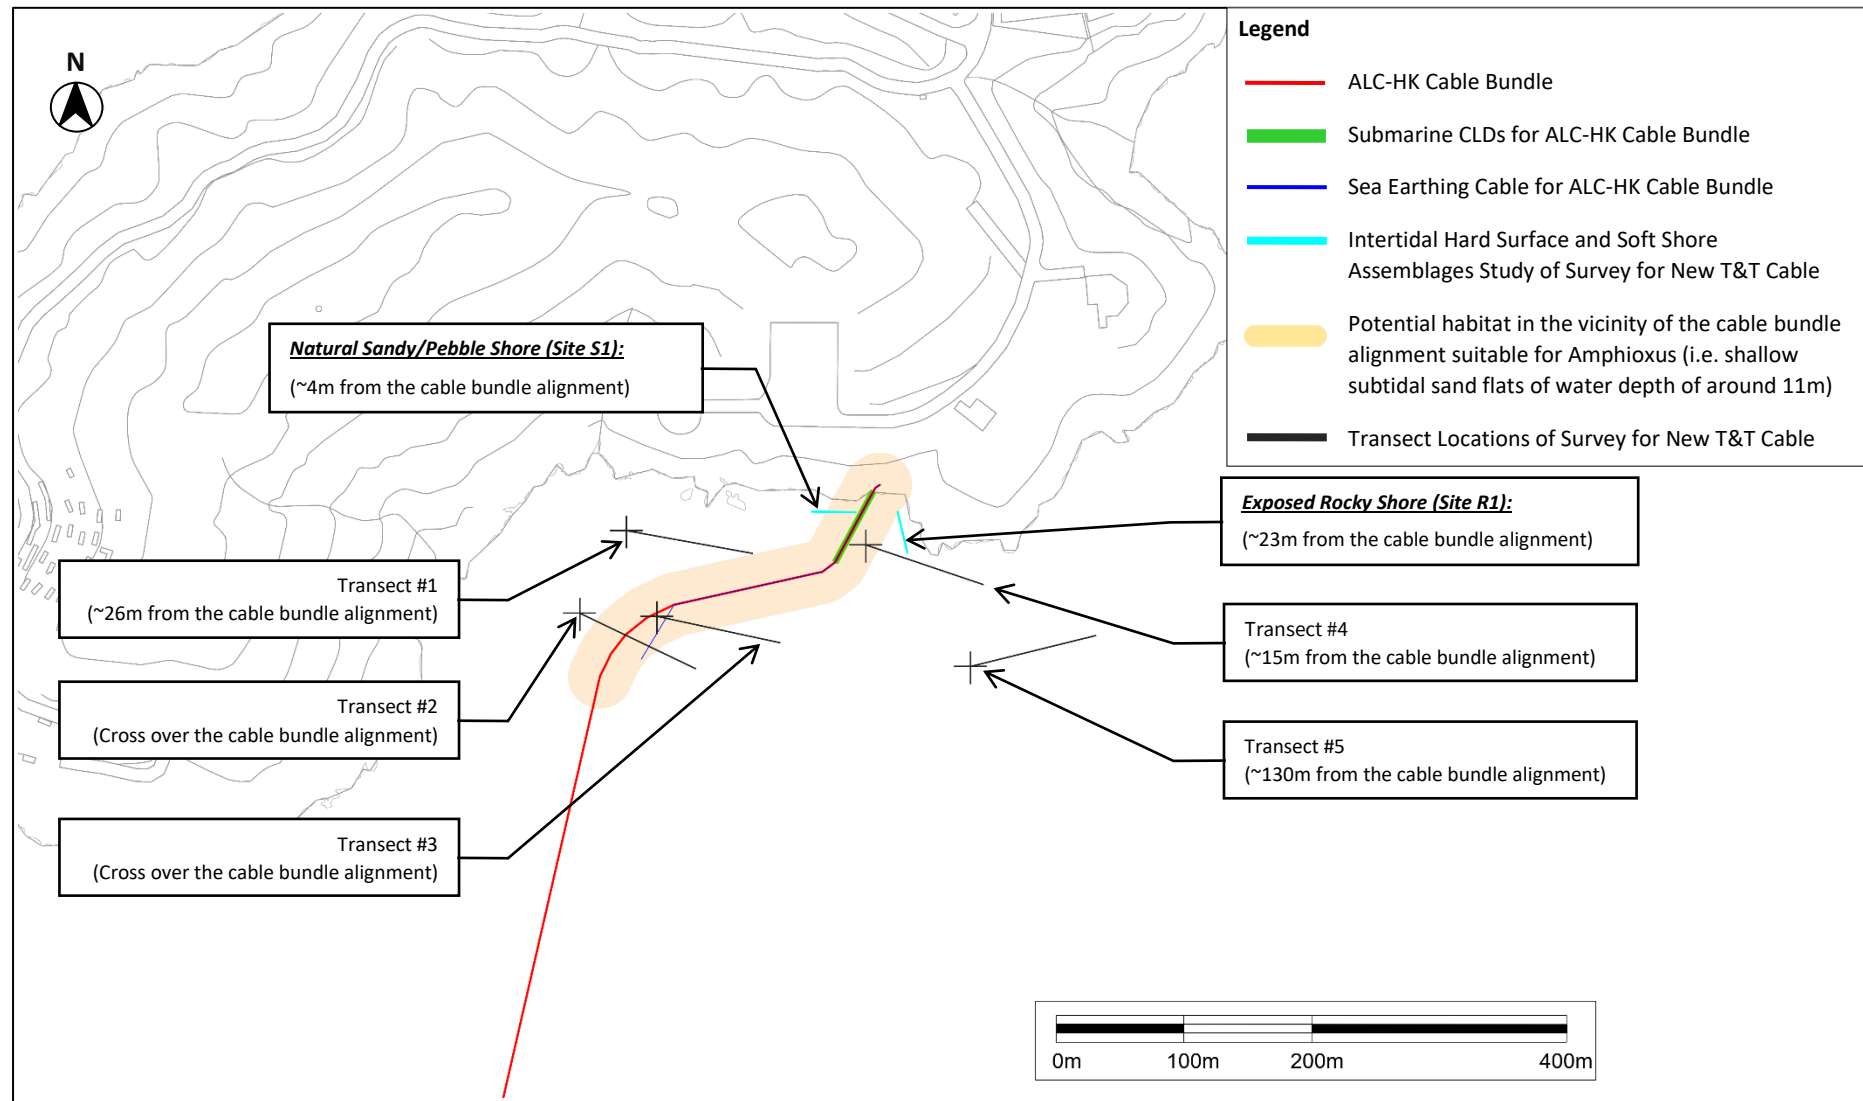 N
Legend
ALC-HK Cable Bundle
Submarine CLDs for ALC-HK Cable Bundle
Sea Earthing Cable for ALC-HK Cable Bundle
Intertidal Hard Surface and Soft Shore
Assemblages Study of Survey for New T&T Cable
Potential habitat in the vicinity of the cable bundle
alignment suitable for Amphioxus (i.e. shallow
subtidal sand flats of water depth of around 11m)
Transect Locations of Survey for New T&T Cable
Natural Sandy/Pebble Shore (Site S1):
(~4m from the cable bundle alignment)
Exposed Rocky Shore (Site R1):
(~23m from the cable bundle alignment)
Transect #1
(~26m from the cable bundle alignment)
Transect #4
(~15m from the cable bundle alignment)
Transect #2
(Cross over the cable bundle alignment)
Transect #5
(~130m from the cable bundle alignment)
Transect #3
(Cross over the cable bundle alignment)
0m 100m 200m 400m